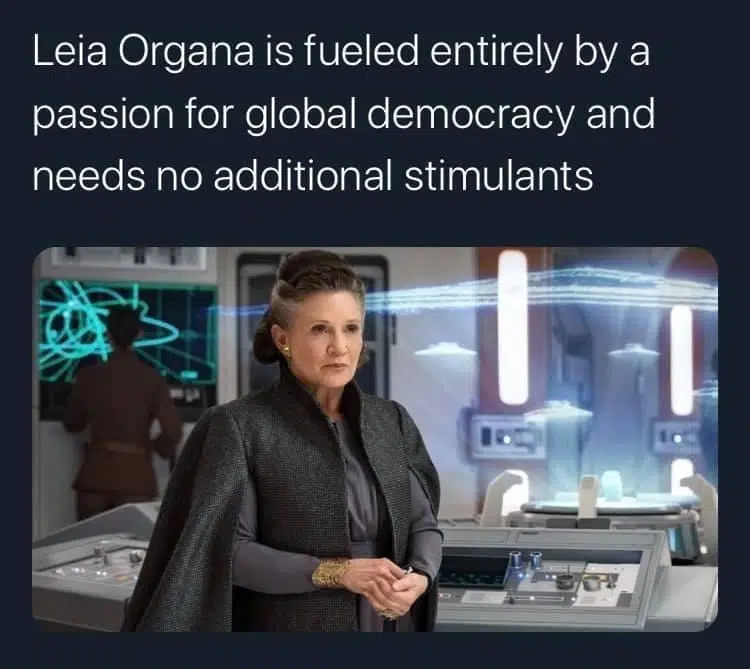 Leia Organa is fueled entirely by a
passion for global democracy and
needs no additional stimulants